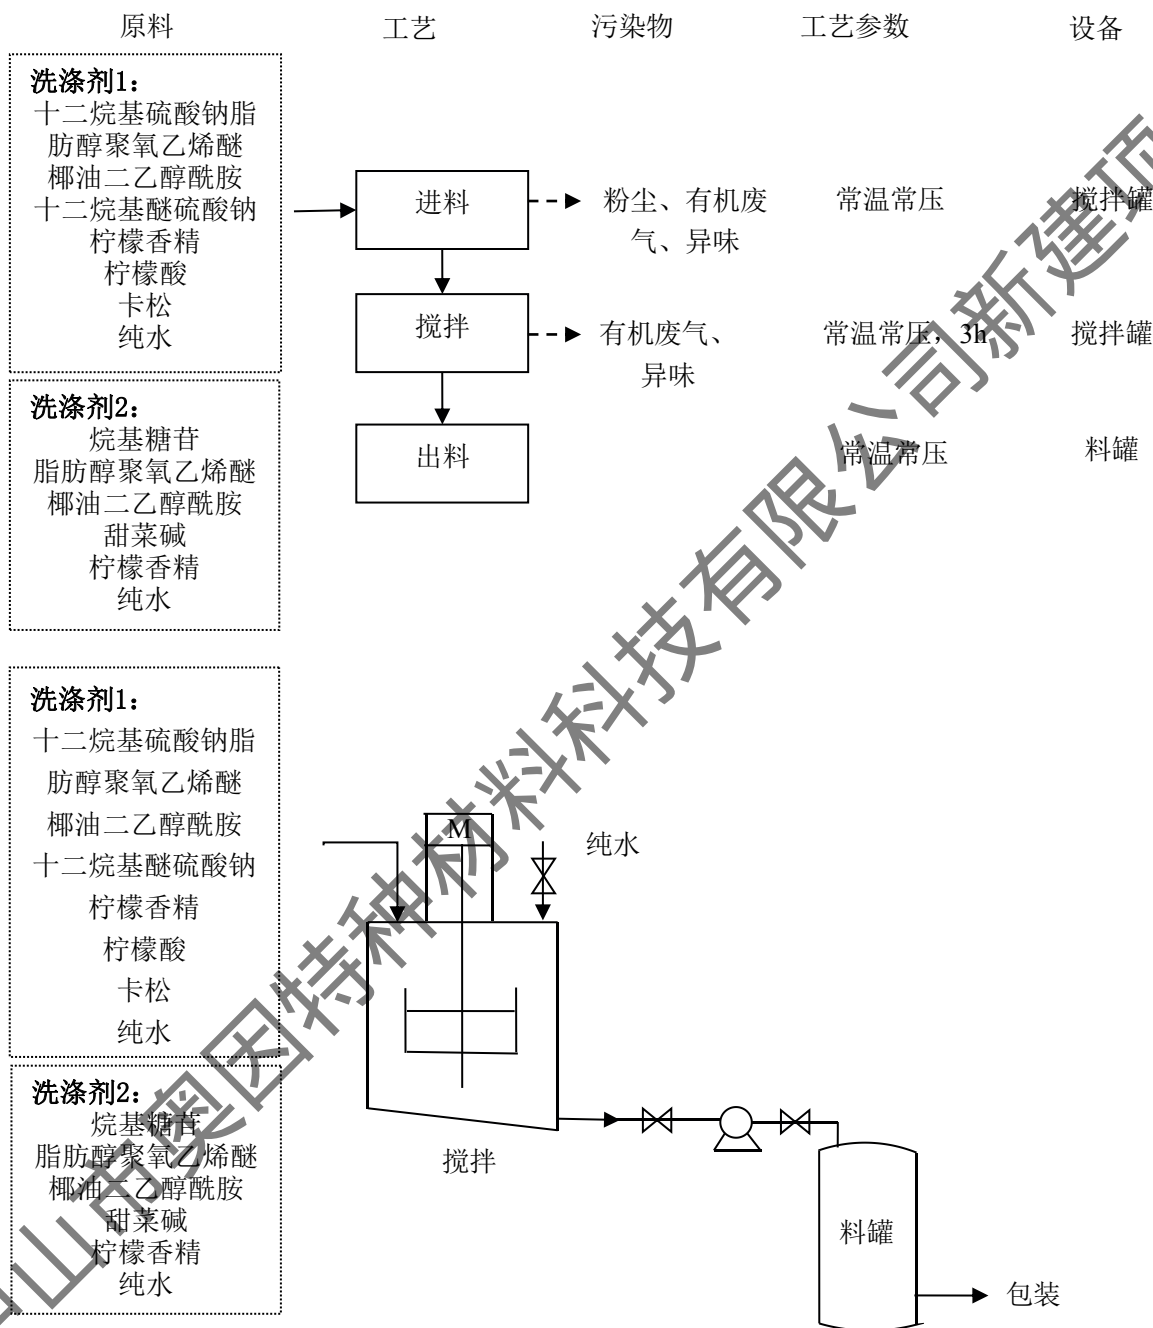 原料 工艺 污染物 工艺参数 设备
洗涤剂1：
十二烷基硫酸钠脂
肪醇聚氧乙烯醚
椰油二乙醇酰胺
十二烷基醚硫酸钠
柠檬香精
柠檬酸
卡松
纯水
进料
粉尘、有机废
气、异味
常温常压
搅拌罐
搅拌
有机废气、
异味
常温常压，3h
搅拌罐
洗涤剂2：
烷基糖苷
脂肪醇聚氧乙烯醚
椰油二乙醇酰胺
甜菜碱
柠檬香精
纯水
出料
常温常压
料罐
洗涤剂1：
十二烷基硫酸钠脂
肪醇聚氧乙烯醚
椰油二乙醇酰胺
十二烷基醚硫酸钠
柠檬香精
柠檬酸
卡松
纯水
M
纯水
洗涤剂2：
烷基糖苷
脂肪醇聚氧乙烯醚
椰油二乙醇酰胺
甜菜碱
柠檬香精
纯水
搅拌
料罐
包装
山市奥因特种材料科技有限公司新建项